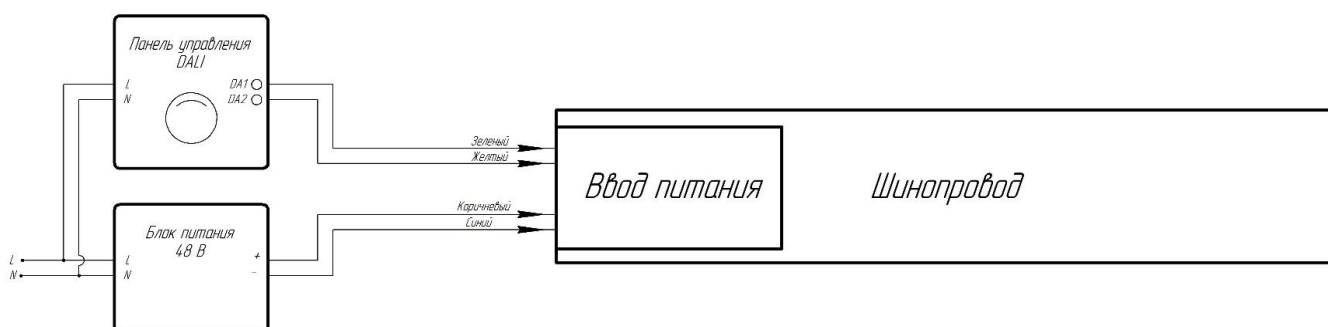 Панель управления
DALI
L
DA1
N
DA2
Зеленый
Желтый
Ввод питания
Шинопровод
Коричневый
Синий
Блок питания
48 В
L
L
+
N
N
-